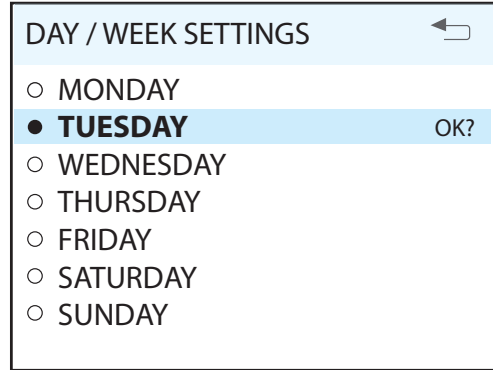 DAY / WEEK SETTINGS
MONDAY
TUESDAY OK?
WEDNESDAY
THURSDAY
FRIDAY
SATURDAY
SUNDAY